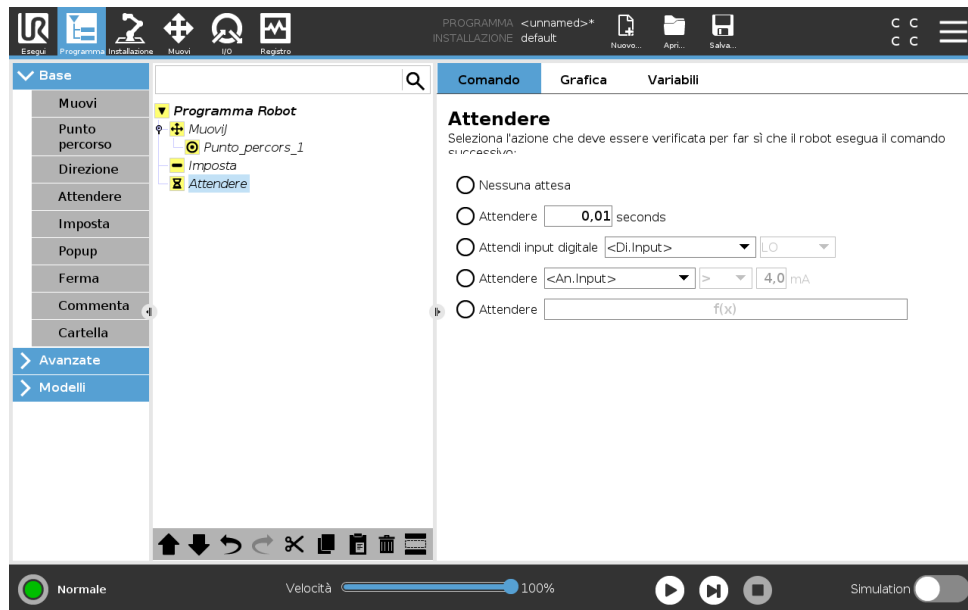 PROGRAMMA <unnamed>*
INSTALLAZIONE default
Esegui
Programma
Installazione
Muovi
I/O
Registro
Nuovo...
Apri...
Salva...
C C
C C
Base
Muovi
Punto
percorso
Direzione
Attendere
Imposta
Popup
Ferma
Commenta
Cartella
Avanzate
Modelli
Programma Robot
MuoviJ
Punto_percors_1
Imposta
Attendere
Comando Grafica Variabili
Attendere
Seleziona l'azione che deve essere verificata per far sì che il robot esegua il comando
successivo:
Nessuna attesa
Attendere 0,01 seconds
Attendi input digitale <Di.Input> LO
Attendere <An.Input> > 4,0 mA
Attendere f(x)
Normale
Velocità 100%
Simulation